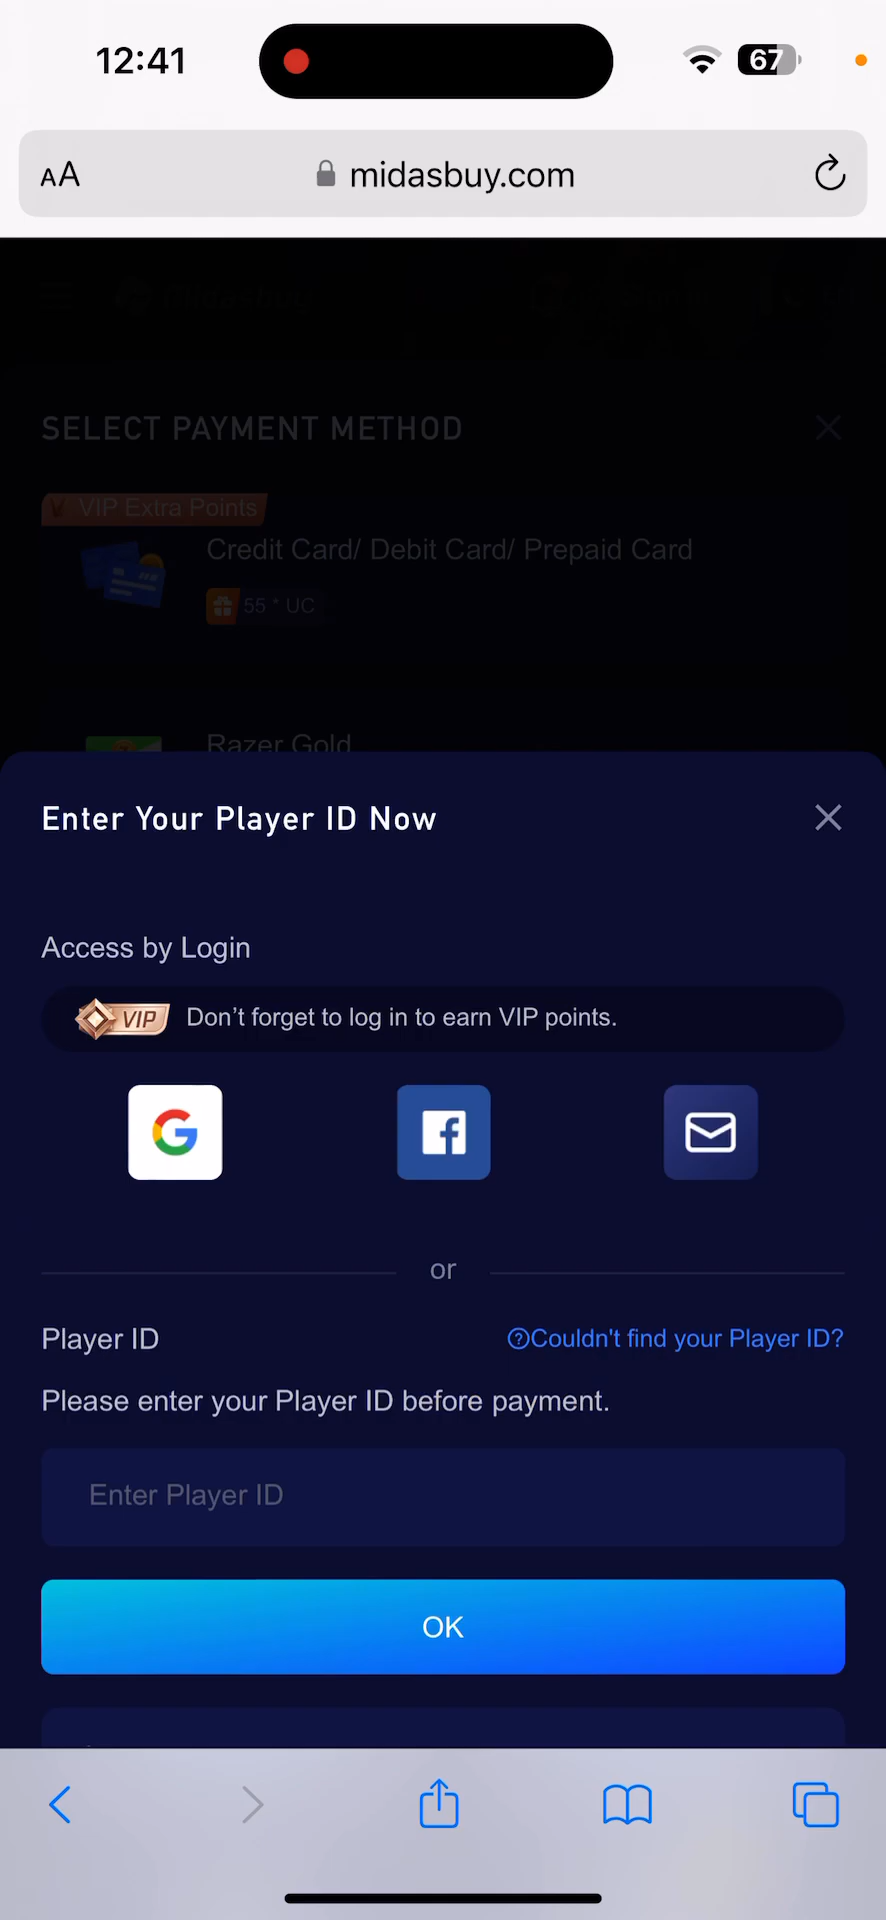 12:41
67
AA
midasbuy.com
SELECT PAYMENT METHOD
VIP Extra Points
Credit Card/ Debit Card/ Prepaid Card
55 * UC
Razer Gold
Enter Your Player ID Now
Access by Login
VIP Don't forget to log in to earn VIP points.
or
Player ID
Couldn't find your Player ID?
Please enter your Player ID before payment.
Enter Player ID
OK